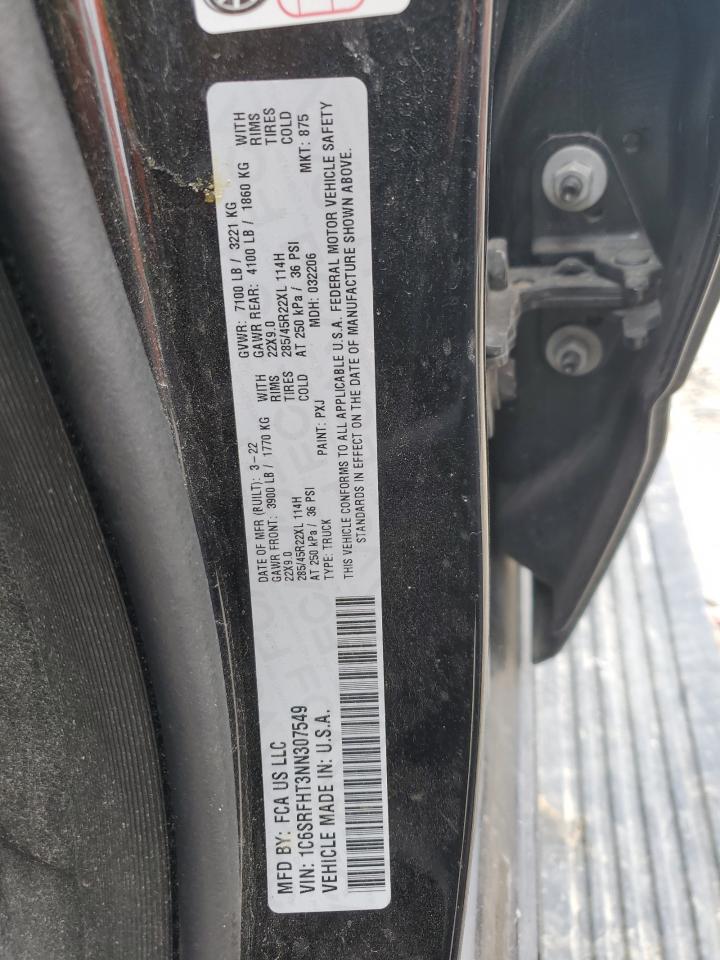 MFD BY: FCA US LLC
VIN: 1C6SRFHT3NN307549
VEHICLE MADE IN: U.S.A.
DATE OF MFR (BUILT): 3-22 GVWR: 7100 LB / 3221 KG
GAWR FRONT: 3900 LB / 1770 KG WITH GAWR REAR: 4100 LB / 1860 KG WITH
22X9.0 RIMS 22X9.0 RIMS
285/45R22XL 114H TIRES 285/45R22XL 114H TIRES
AT 250 kPa / 36 PSI COLD AT 250 kPa / 36 PSI COLD
TYPE: TRUCK PAINT: PXJ MDH: 032206 MKT: 875
THIS VEHICLE CONFORMS TO ALL APPLICABLE U.S.A. FEDERAL MOTOR VEHICLE SAFETY
STANDARDS IN EFFECT ON THE DATE OF MANUFACTURE SHOWN ABOVE.